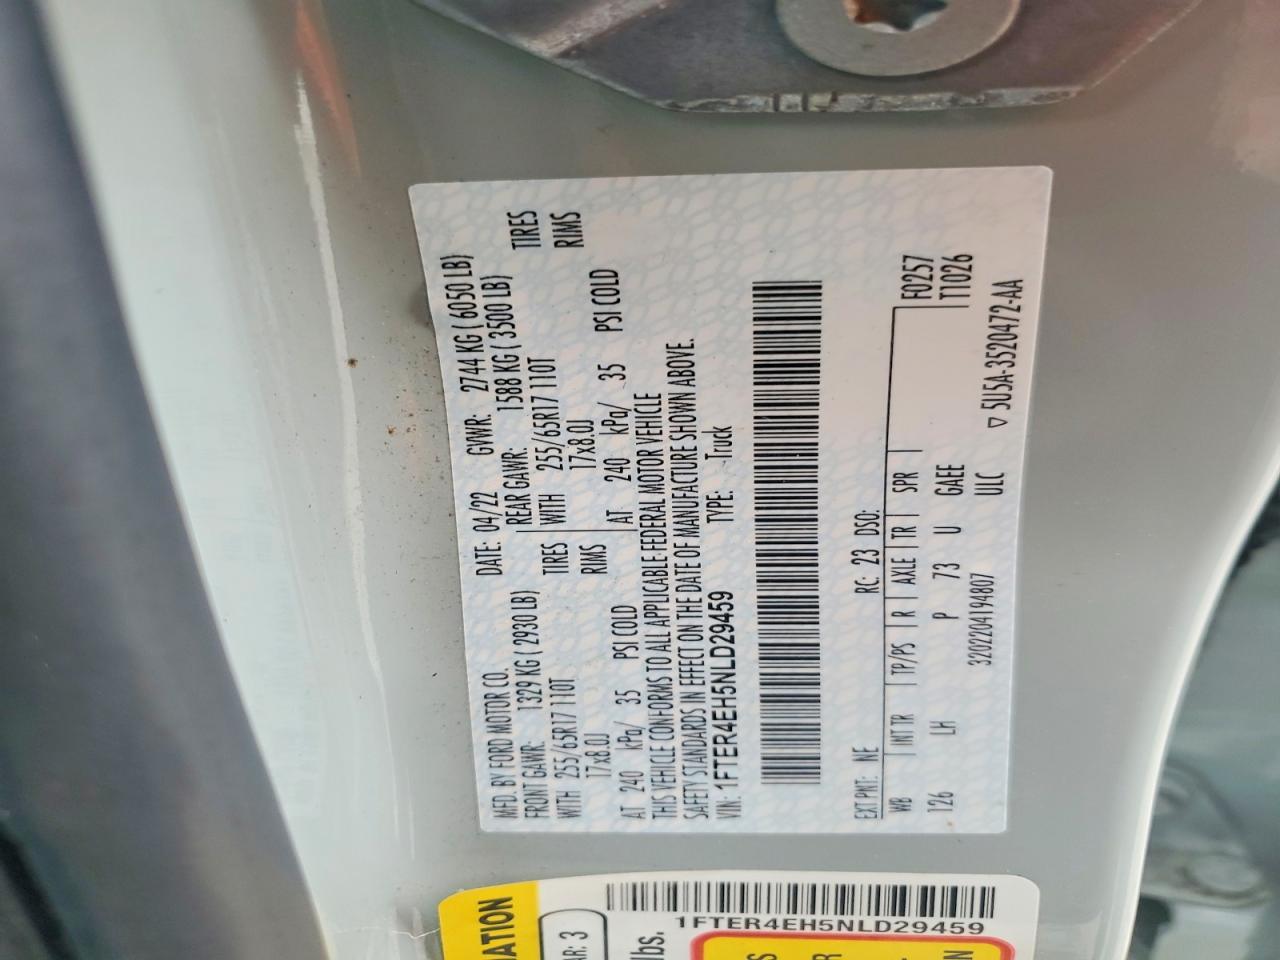 MFD. BY FORD MOTOR CO.
DATE: 04/22 GVWR: 2744 KG ( 6050 LB)
FRONT GAWR: 1329 KG ( 2930 LB) REAR GAWR: 1588 KG ( 3500 LB)
WITH 255/65R17 110T TIRES WITH 255/65R17 110T TIRES
17x8.0J RIMS 17x8.0J RIMS
AT 240 kPa/ 35 PSI COLD AT 240 kPa/ 35 PSI COLD
THIS VEHICLE CONFORMS TO ALL APPLICABLE FEDERAL MOTOR VEHICLE
SAFETY STANDARDS IN EFFECT ON THE DATE OF MANUFACTURE SHOWN ABOVE.
VIN: 1FTER4EH5NLD29459 TYPE: Truck
EXT PNT: NE RC: 23 DSO:
WB INT TR TP/PS R AXLE TR SPR F0257
126 LH P 73 U GAEE T1026
ULC
3202204194807 5U5A-3520472-AA
1FTER4EH5NLD29459
AR: 3
lbs.